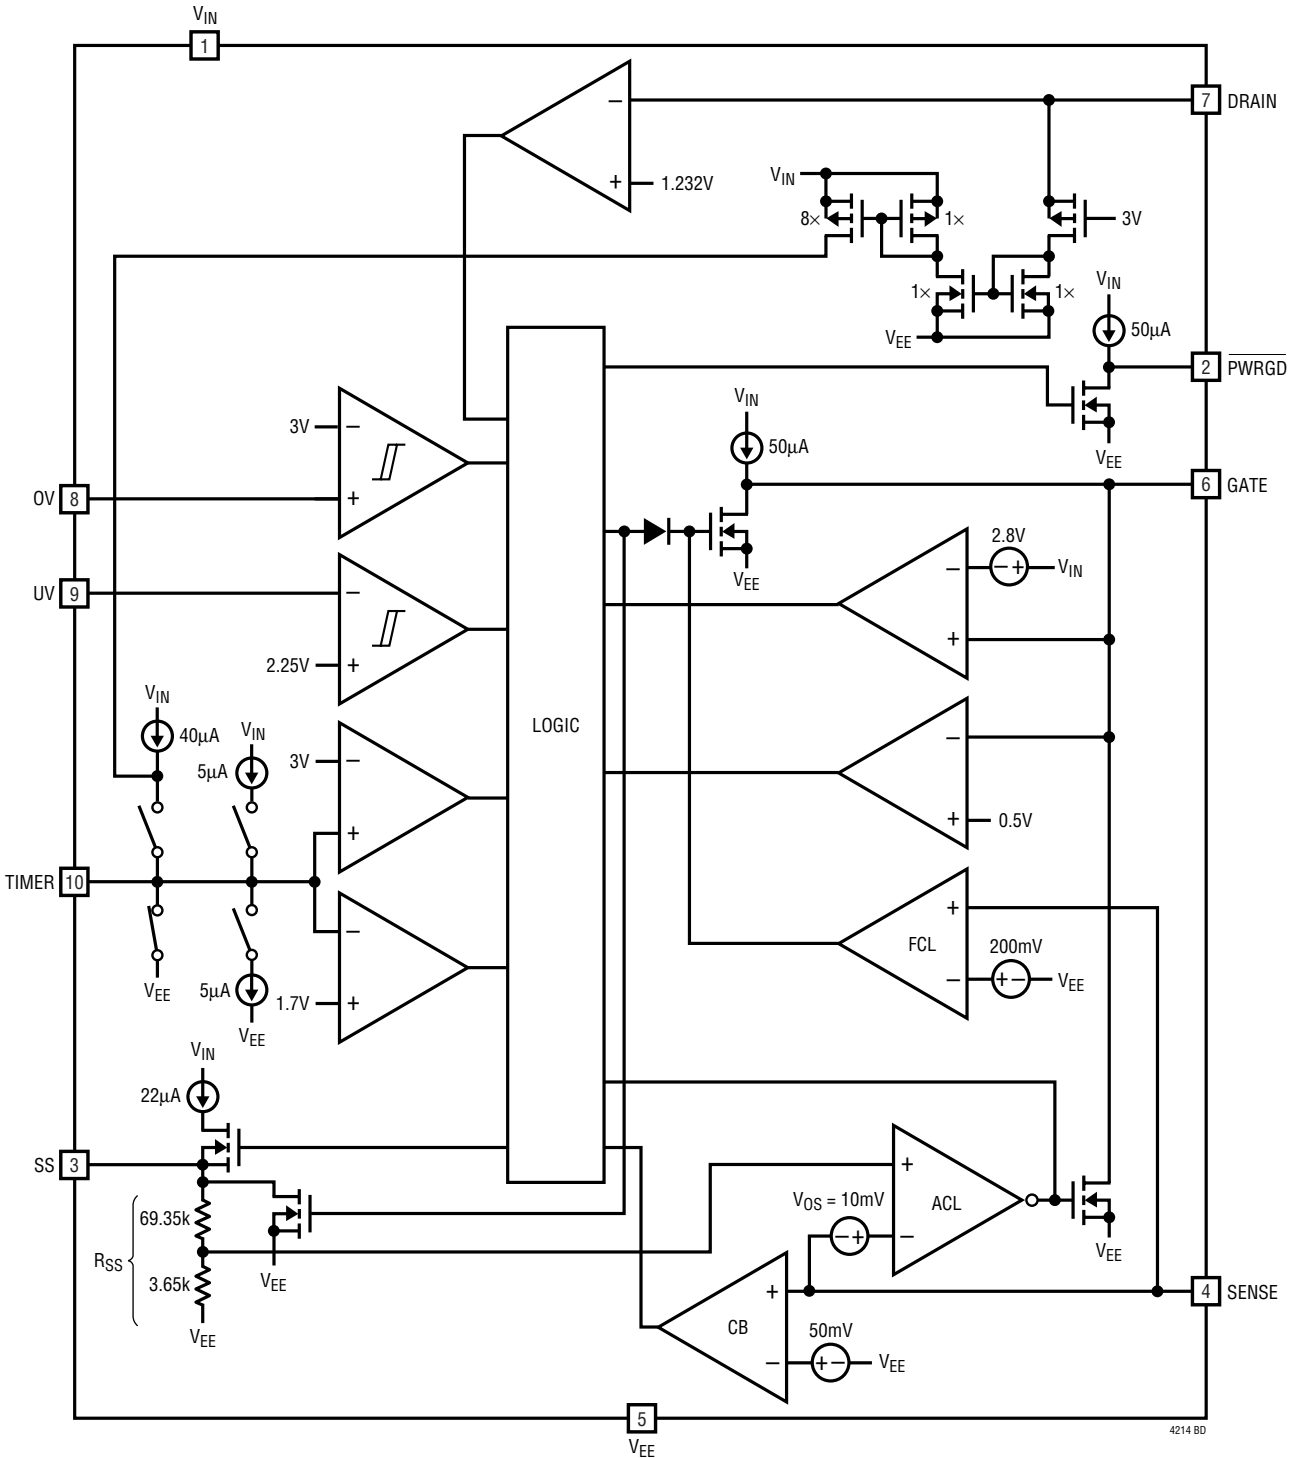 VIN
1
7 DRAIN
−
+
1.232V
VIN
8×
1×
3V
1×
1×
VEE
VIN
50μA
2 PWRGD
VEE
VIN
50μA
6 GATE
VEE
3V
−
OV 8
+
UV 9
−
2.25V
+
2.8V
−
− +
VIN
+
LOGIC
VIN
40μA
VIN
5μA
3V
−
+
−
+
0.5V
TIMER 10
−
1.7V
+
VEE
5μA
VEE
+
FCL
200mV
−
+ −
VEE
VIN
22μA
SS 3
69.35k
RSS
3.65k
VEE
VEE
+
ACL
VOS = 10mV
− +
−
VEE
+
CB
50mV
−
+ −
VEE
4 SENSE
5
VEE
4214 BD